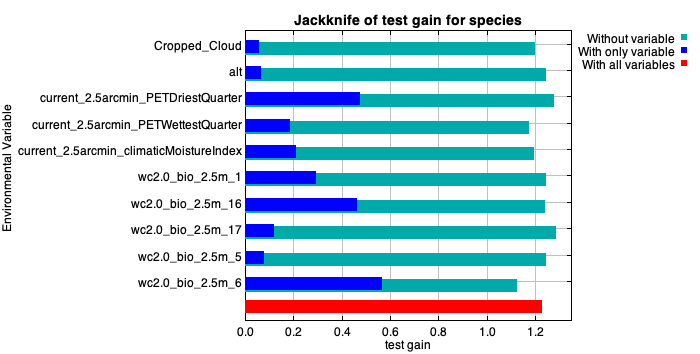 Jackknife of test gain for species
Without variable
With only variable
With all variables
Environmental Variable
Cropped_Cloud
alt
current_2.5arcmin_PETDriestQuarter
current_2.5arcmin_PETWettestQuarter
current_2.5arcmin_climaticMoistureIndex
wc2.0_bio_2.5m_1
wc2.0_bio_2.5m_16
wc2.0_bio_2.5m_17
wc2.0_bio_2.5m_5
wc2.0_bio_2.5m_6
0.0 0.2 0.4 0.6 0.8 1.0 1.2
test gain